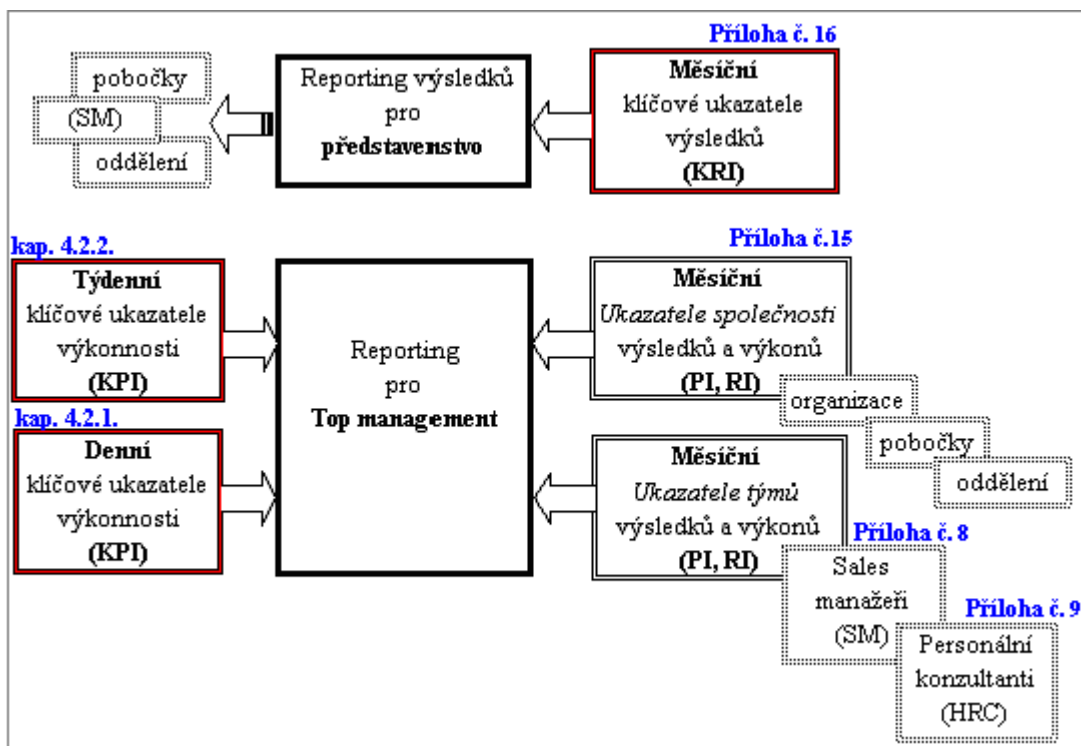 Příloha č. 16
pobočky
(SM)
oddělení
Reporting výsledků
pro
představenstvo
Měsíční
klíčové ukazatele
výsledků
(KRI)
kap. 4.2.2.
Týdenní
klíčové ukazatele
výkonnosti
(KPI)
kap. 4.2.1.
Denní
klíčové ukazatele
výkonnosti
(KPI)
Reporting
pro
Top management
Příloha č.15
Měsíční
Ukazatele společnosti
výsledků a výkonů
(PI, RI)
organizace
pobočky
oddělení
Měsíční
Ukazatele týmů
výsledků a výkonů
(PI, RI)
Příloha č. 8
Sales
manažeři
(SM)
Příloha č. 9
Personální
konzultanti
(HRC)